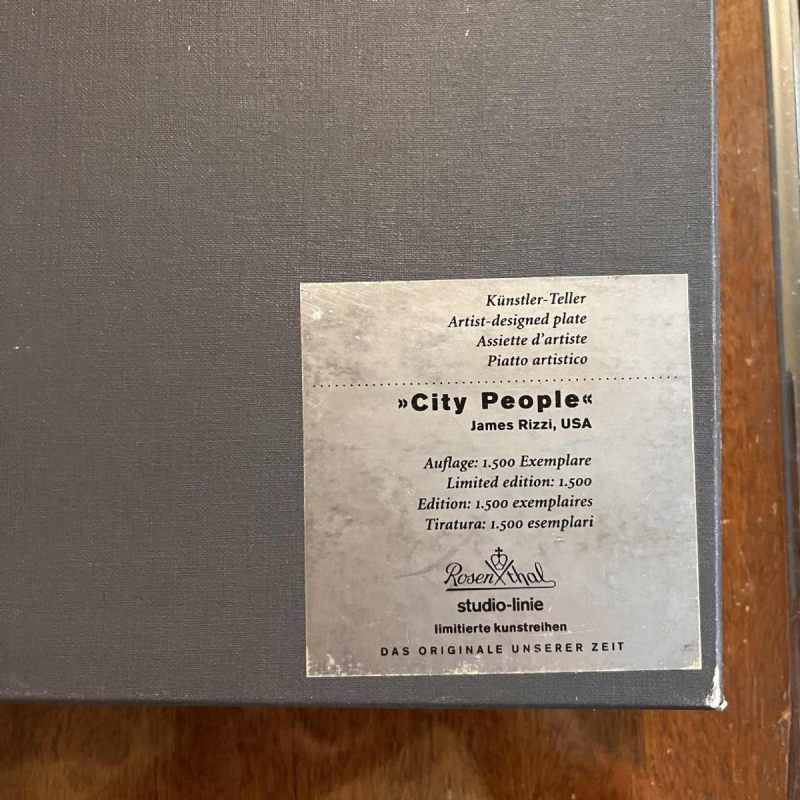 Künstler-Teller
Artist-designed plate
Assiette d'artiste
Piatto artistico
»City People«
James Rizzi, USA
Auflage: 1.500 Exemplare
Limited edition: 1.500
Edition: 1.500 exemplaires
Tiratura: 1.500 esemplari
Rosenthal
studio-linie
limitierte kunstreihen
DAS ORIGINALE UNSERER ZEIT